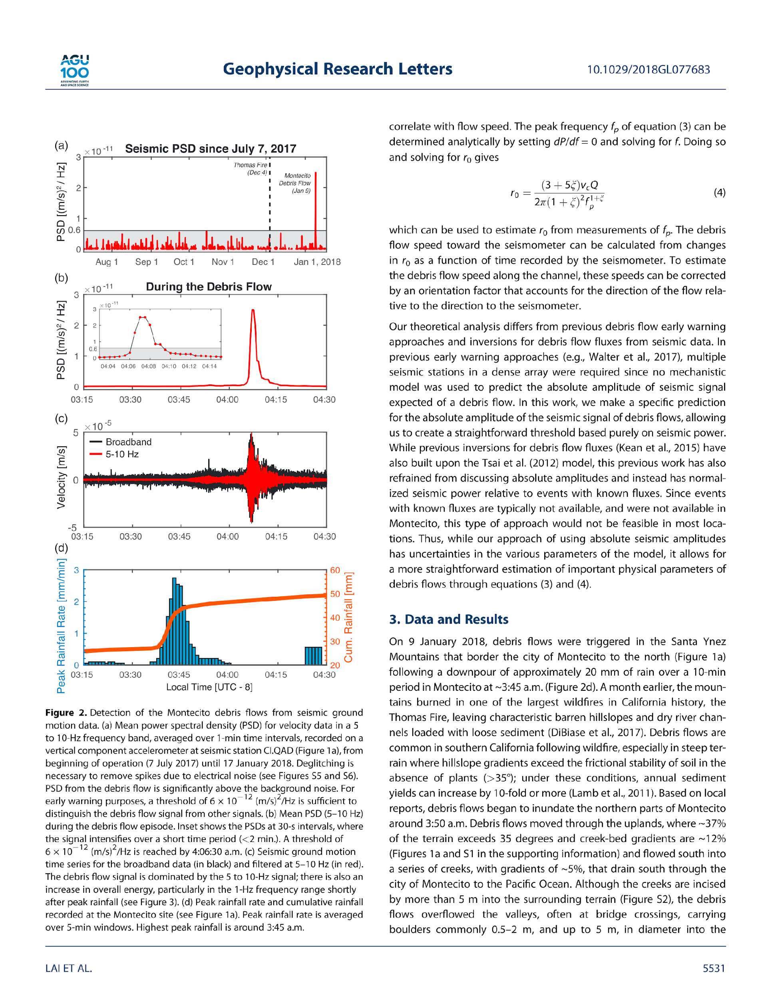 AGU
100
ADVANCING EARTH
AND SPACE SCIENCE
Geophysical Research Letters
10.1029/2018GL077683
(a)
×10 -11
Seismic PSD since July 7, 2017
PSD [(m/s)² / Hz]
3
2
1
0.6
0
Thomas Fire
(Dec 4)
Montecito
Debris Flow
(Jan 9)
Aug 1 Sep 1 Oct 1 Nov 1 Dec 1 Jan 1, 2018
(b)
×10 -11
During the Debris Flow
PSD [(m/s)² / Hz]
3
2
1
0
×10 -11
3
2
1
0.6
0
04:04 04:06 04:08 04:10 04:12 04:14
03:15 03:30 03:45 04:00 04:15 04:30
(c)
×10 -5
Velocity [m/s]
5
0
-5
Broadband
5-10 Hz
03:15 03:30 03:45 04:00 04:15 04:30
(d)
Peak Rainfall Rate [mm/min]
3
2
1
0
60
50
40
30
20
Cum. Rainfall [mm]
03:15 03:30 03:45 04:00 04:15 04:30
Local Time [UTC - 8]
Figure 2. Detection of the Montecito debris flows from seismic ground
motion data. (a) Mean power spectral density (PSD) for velocity data in a 5
to 10-Hz frequency band, averaged over 1-min time intervals, recorded on a
vertical component accelerometer at seismic station CI.QAD (Figure 1a), from
beginning of operation (7 July 2017) until 17 January 2018. Deglitching is
necessary to remove spikes due to electrical noise (see Figures S5 and S6).
PSD from the debris flow is significantly above the background noise. For
early warning purposes, a threshold of 6 × 10⁻¹² (m/s)²/Hz is sufficient to
distinguish the debris flow signal from other signals. (b) Mean PSD (5–10 Hz)
during the debris flow episode. Inset shows the PSDs at 30-s intervals, where
the signal intensifies over a short time period (<2 min.). A threshold of
6 × 10⁻¹² (m/s)²/Hz is reached by 4:06:30 a.m. (c) Seismic ground motion
time series for the broadband data (in black) and filtered at 5–10 Hz (in red).
The debris flow signal is dominated by the 5 to 10-Hz signal; there is also an
increase in overall energy, particularly in the 1-Hz frequency range shortly
after peak rainfall (see Figure 3). (d) Peak rainfall rate and cumulative rainfall
recorded at the Montecito site (see Figure 1a). Peak rainfall rate is averaged
over 5-min windows. Highest peak rainfall is around 3:45 a.m.
correlate with flow speed. The peak frequency fₚ of equation (3) can be
determined analytically by setting dP/df = 0 and solving for f. Doing so
and solving for r₀ gives
r₀ = (3 + 5ξ)v_cQ / 2π(1 + ξ)²f_p^{1+ξ} (4)
which can be used to estimate r₀ from measurements of fₚ. The debris
flow speed toward the seismometer can be calculated from changes
in r₀ as a function of time recorded by the seismometer. To estimate
the debris flow speed along the channel, these speeds can be corrected
by an orientation factor that accounts for the direction of the flow rela-
tive to the direction to the seismometer.
Our theoretical analysis differs from previous debris flow early warning
approaches and inversions for debris flow fluxes from seismic data. In
previous early warning approaches (e.g., Walter et al., 2017), multiple
seismic stations in a dense array were required since no mechanistic
model was used to predict the absolute amplitude of seismic signal
expected of a debris flow. In this work, we make a specific prediction
for the absolute amplitude of the seismic signal of debris flows, allowing
us to create a straightforward threshold based purely on seismic power.
While previous inversions for debris flow fluxes (Kean et al., 2015) have
also built upon the Tsai et al. (2012) model, this previous work has also
refrained from discussing absolute amplitudes and instead has normal-
ized seismic power relative to events with known fluxes. Since events
with known fluxes are typically not available, and were not available in
Montecito, this type of approach would not be feasible in most loca-
tions. Thus, while our approach of using absolute seismic amplitudes
has uncertainties in the various parameters of the model, it allows for
a more straightforward estimation of important physical parameters of
debris flows through equations (3) and (4).
3. Data and Results
On 9 January 2018, debris flows were triggered in the Santa Ynez
Mountains that border the city of Montecito to the north (Figure 1a)
following a downpour of approximately 20 mm of rain over a 10-min
period in Montecito at ~3:45 a.m. (Figure 2d). A month earlier, the moun-
tains burned in one of the largest wildfires in California history, the
Thomas Fire, leaving characteristic barren hillslopes and dry river chan-
nels loaded with loose sediment (DiBiase et al., 2017). Debris flows are
common in southern California following wildfire, especially in steep ter-
rain where hillslope gradients exceed the frictional stability of soil in the
absence of plants (>35°); under these conditions, annual sediment
yields can increase by 10-fold or more (Lamb et al., 2011). Based on local
reports, debris flows began to inundate the northern parts of Montecito
around 3:50 a.m. Debris flows moved through the uplands, where ~37%
of the terrain exceeds 35 degrees and creek-bed gradients are ~12%
(Figures 1a and S1 in the supporting information) and flowed south into
a series of creeks, with gradients of ~5%, that drain south through the
city of Montecito to the Pacific Ocean. Although the creeks are incised
by more than 5 m into the surrounding terrain (Figure S2), the debris
flows overflowed the valleys, often at bridge crossings, carrying
boulders commonly 0.5–2 m, and up to 5 m, in diameter into the
LAI ET AL.
5531